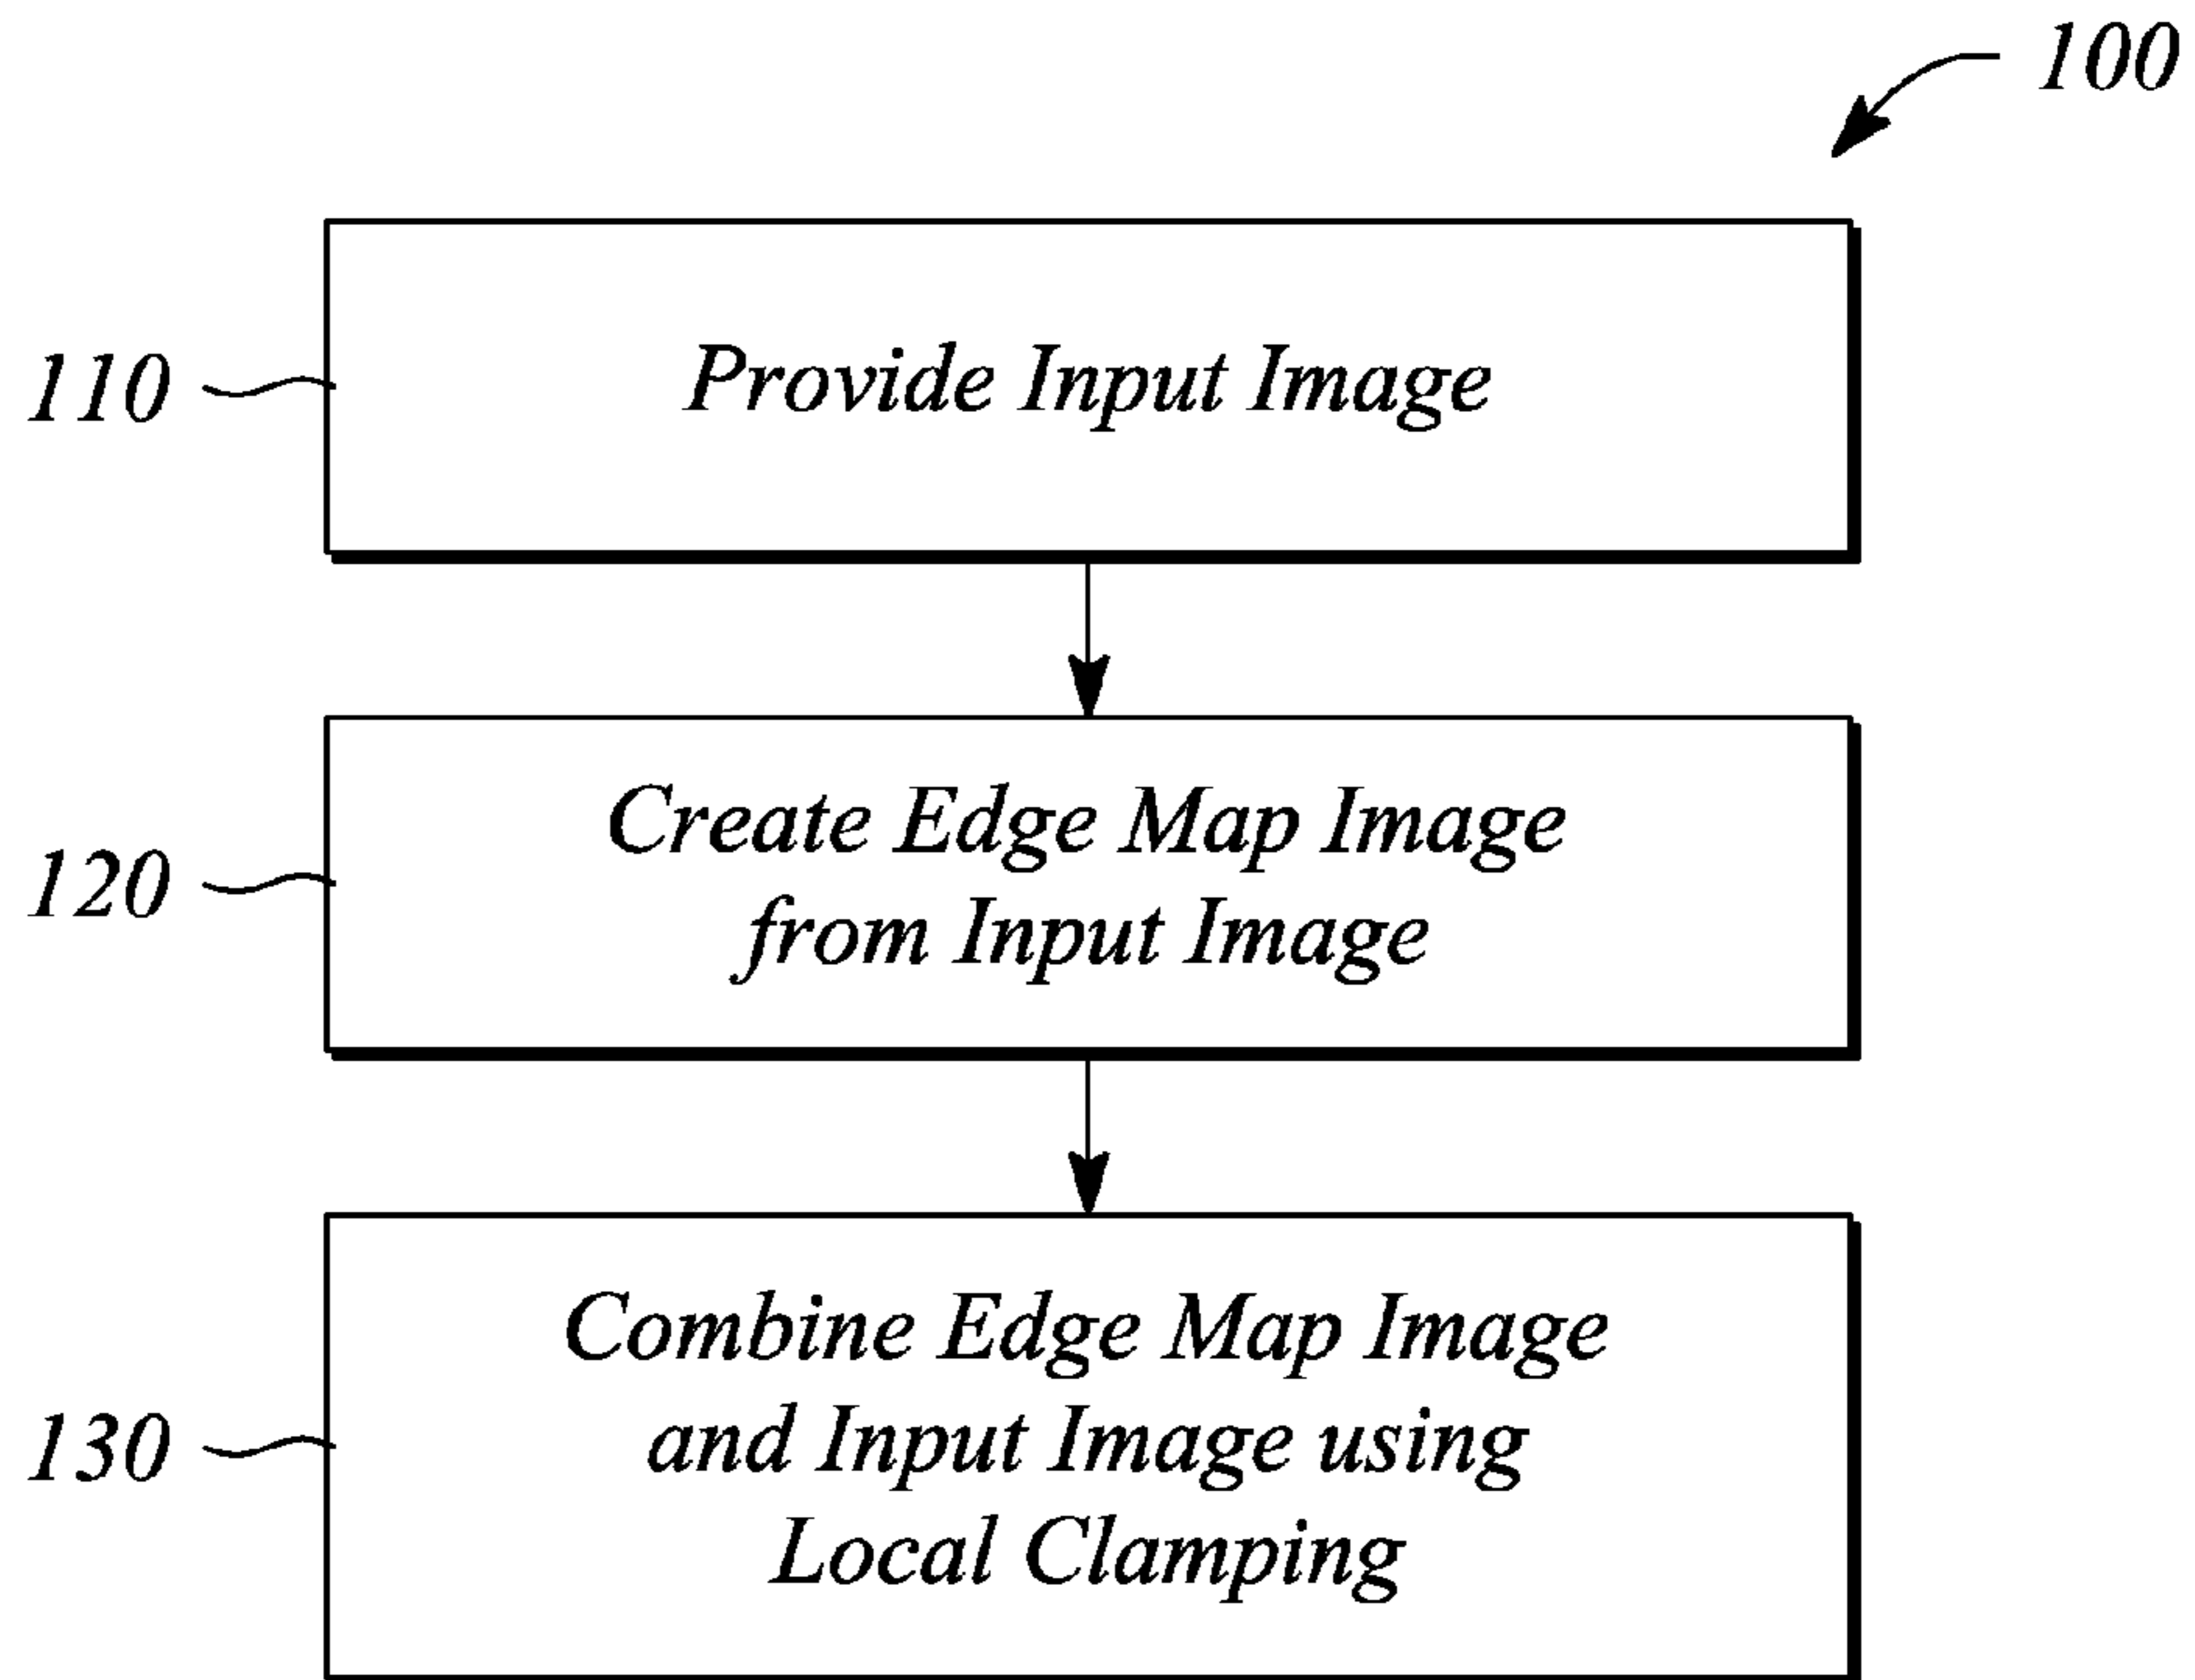 100
110
Provide Input Image
120
Create Edge Map Image
from Input Image
130
Combine Edge Map Image
and Input Image using
Local Clamping